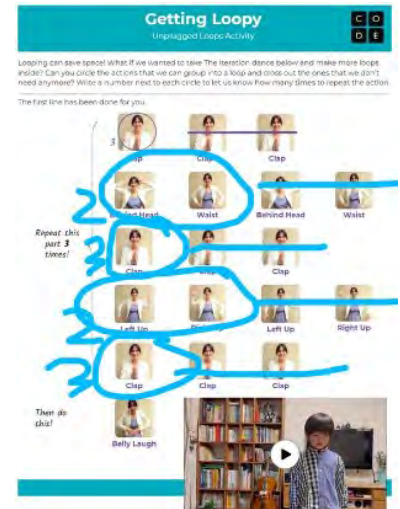 Getting Loopy
Unplugged Loops Activity
C O
D E
Looping can save space! What if we wanted to take The Iteration dance below and make more loops
inside? Can you circle the actions that we can group into a loop and cross out the ones that we don't
need anymore? Write a number next to each circle to let us know how many times to repeat the action.
The first line has been done for you.
3
Clap Clap Clap
2
Behind Head Waist Behind Head Waist
Repeat this
part 3
times!
3
Clap Clap Clap
2
Left Up Left Up Right Up
3
Clap Clap Clap
Then do
this!
Belly Laugh